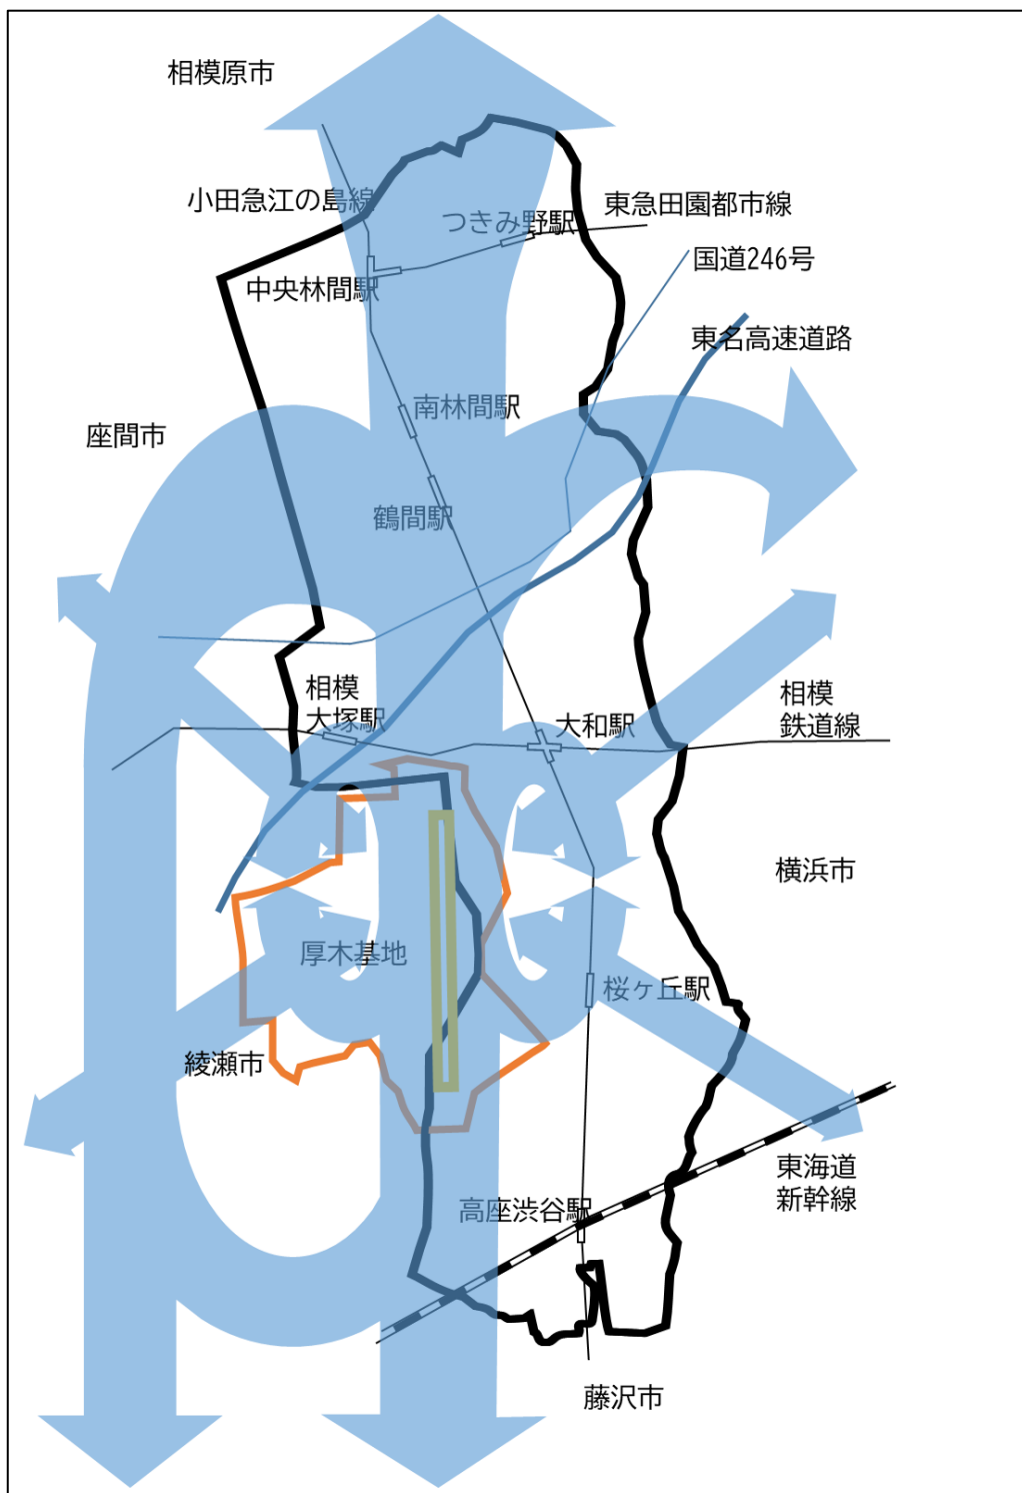 相模原市
小田急江の島線
つきみ野駅
東急田園都市線
国道246号
中央林間駅
東名高速道路
南林間駅
座間市
鶴間駅
相模
大塚駅
大和駅
相模
鉄道線
横浜市
厚木基地
桜ヶ丘駅
綾瀬市
東海道
新幹線
高座渋谷駅
藤沢市